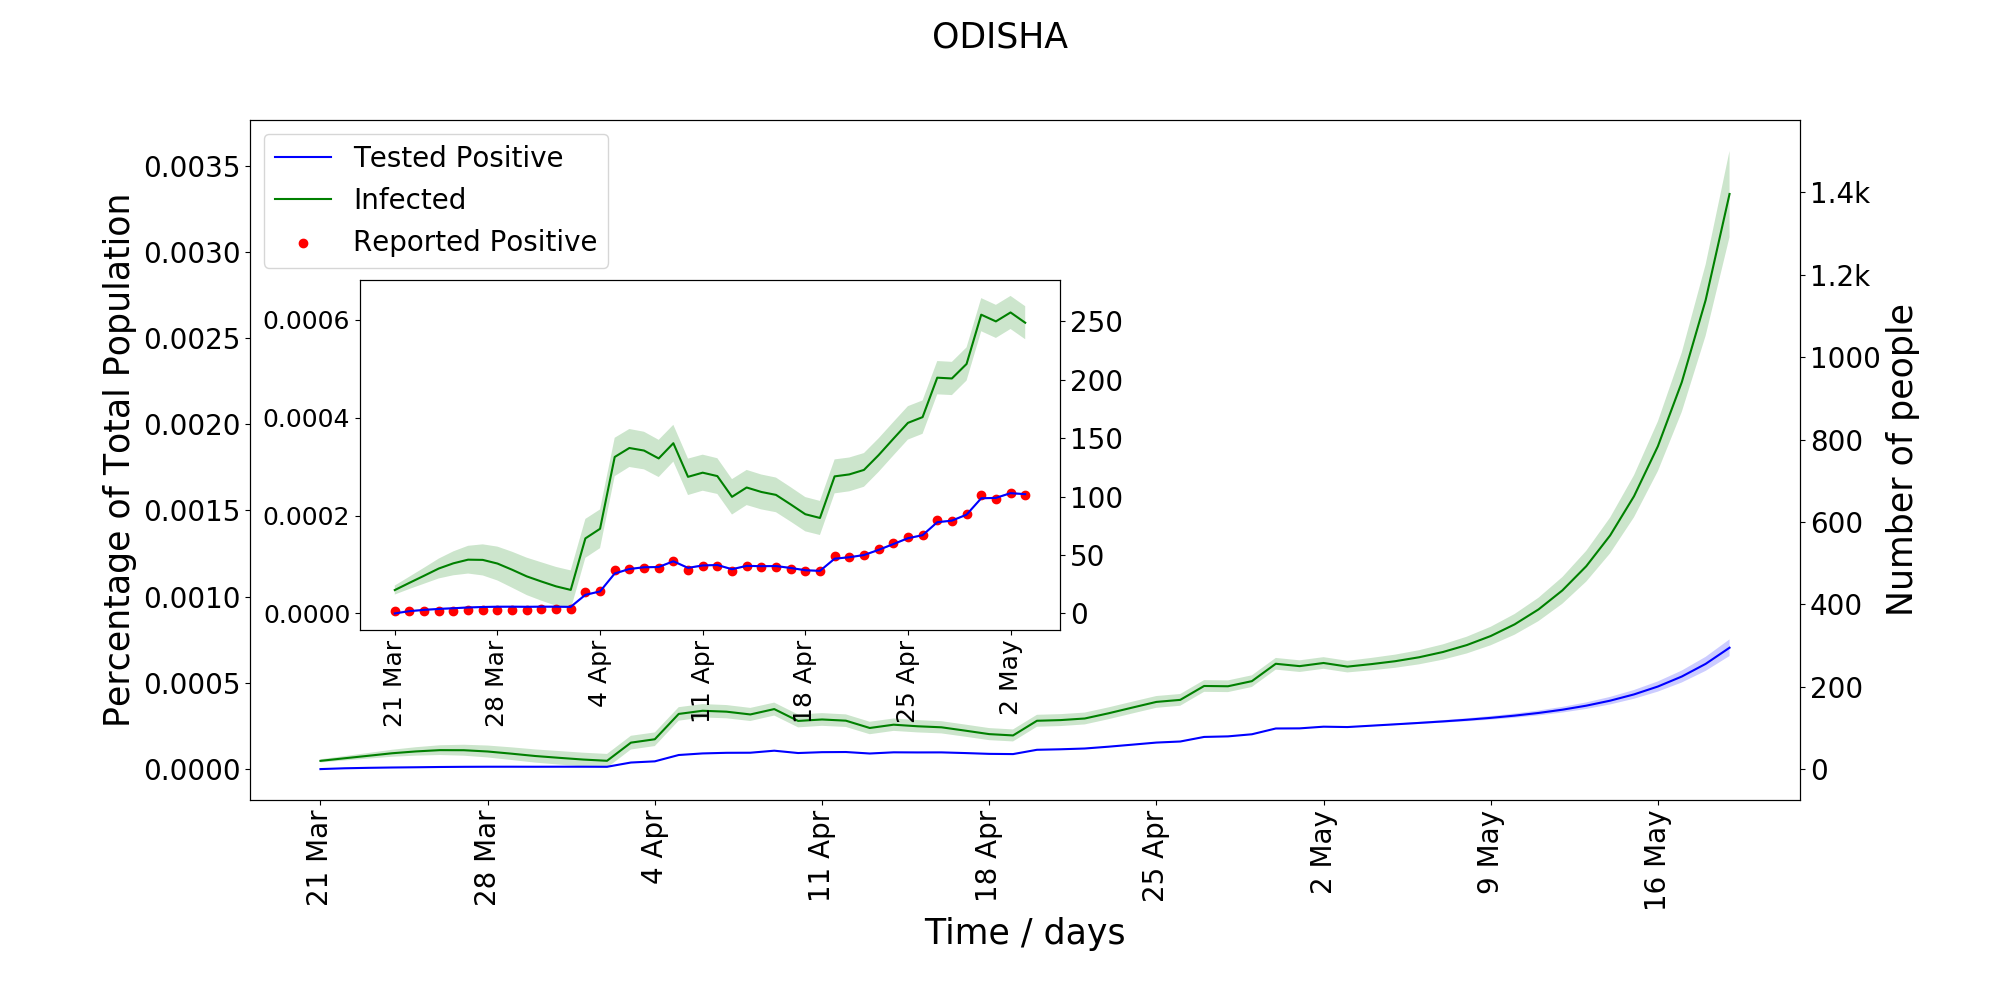 ODISHA
Tested Positive
Infected
Reported Positive
Percentage of Total Population
0.0035
0.0030
0.0025
0.0020
0.0015
0.0010
0.0005
0.0000
1.4k
1.2k
1000
800
600
400
200
0
Number of people
0.0006
0.0004
0.0002
0.0000
250
200
150
100
50
0
21 Mar
28 Mar
4 Apr
11 Apr
18 Apr
25 Apr
2 May
21 Mar
28 Mar
4 Apr
11 Apr
18 Apr
25 Apr
2 May
9 May
16 May
Time / days